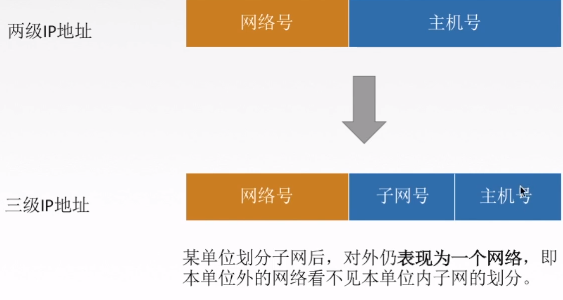 两级IP地址
网络号 主机号
三级IP地址
网络号 子网号 主机号
某单位划分子网后，对外仍表现为一个网络，即
本单位外的网络看不见本单位内子网的划分。